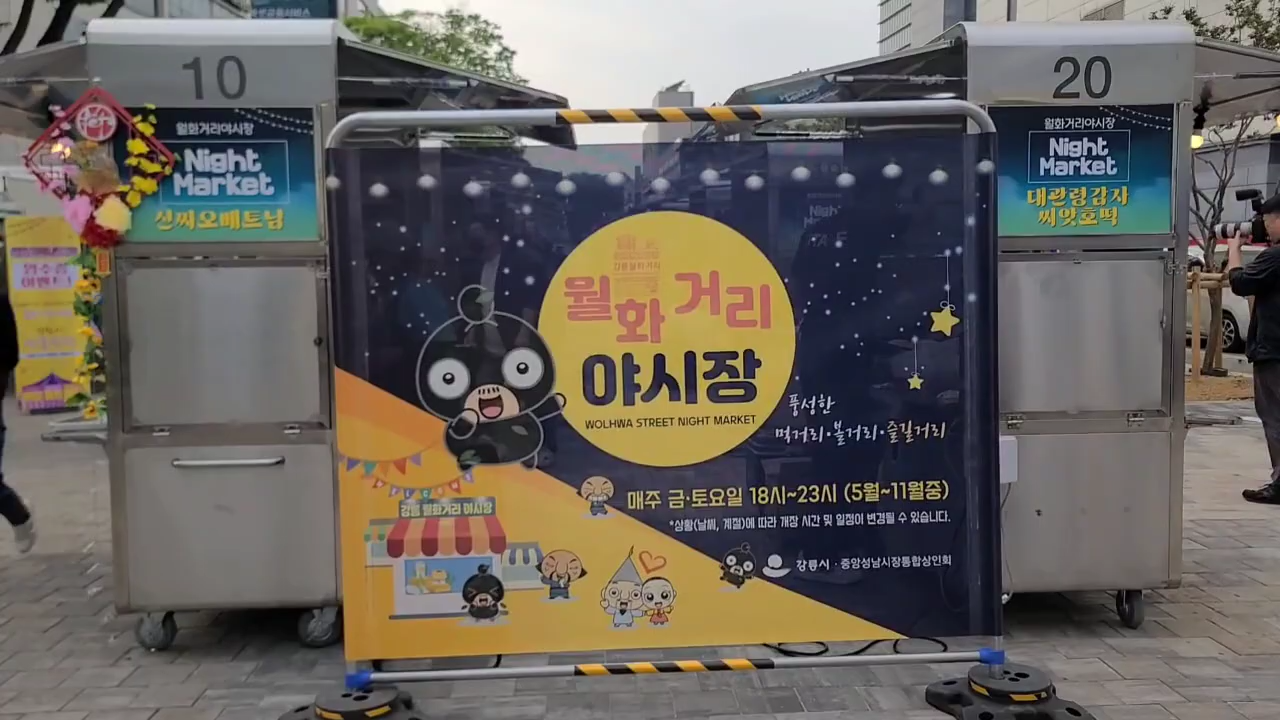 10
월화거리야시장
Night
Market
신써오메트님
강릉월화거리
월화거리
야시장
WOLHWA STREET NIGHT MARKET
풍성한
먹거리·볼거리·즐길거리
매주 금·토요일 18시~23시 (5월~11월중)
*상황(날씨, 계절)에 따라 개장 시간 및 일정이 변경될 수 있습니다.
강릉시 · 중앙성남시장통합상인회
강릉 월화거리 야시장
20
월화거리야시장
Night
Market
대관령감자
씨앗호떡